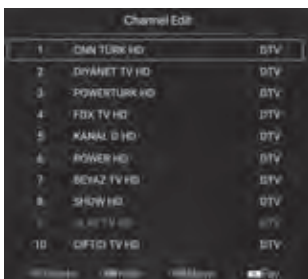 Channel Edit
1 CNN TÜRK HD DTV
2 DIYANET TV HD DTV
3 POWERTURK HD DTV
4 FOX TV HD DTV
5 KANAL D HD DTV
6 POWER HD DTV
7 BEYAZ TV HD DTV
8 SHOW HD DTV
DTV
10 CIFTCI TV HD DTV
Fav